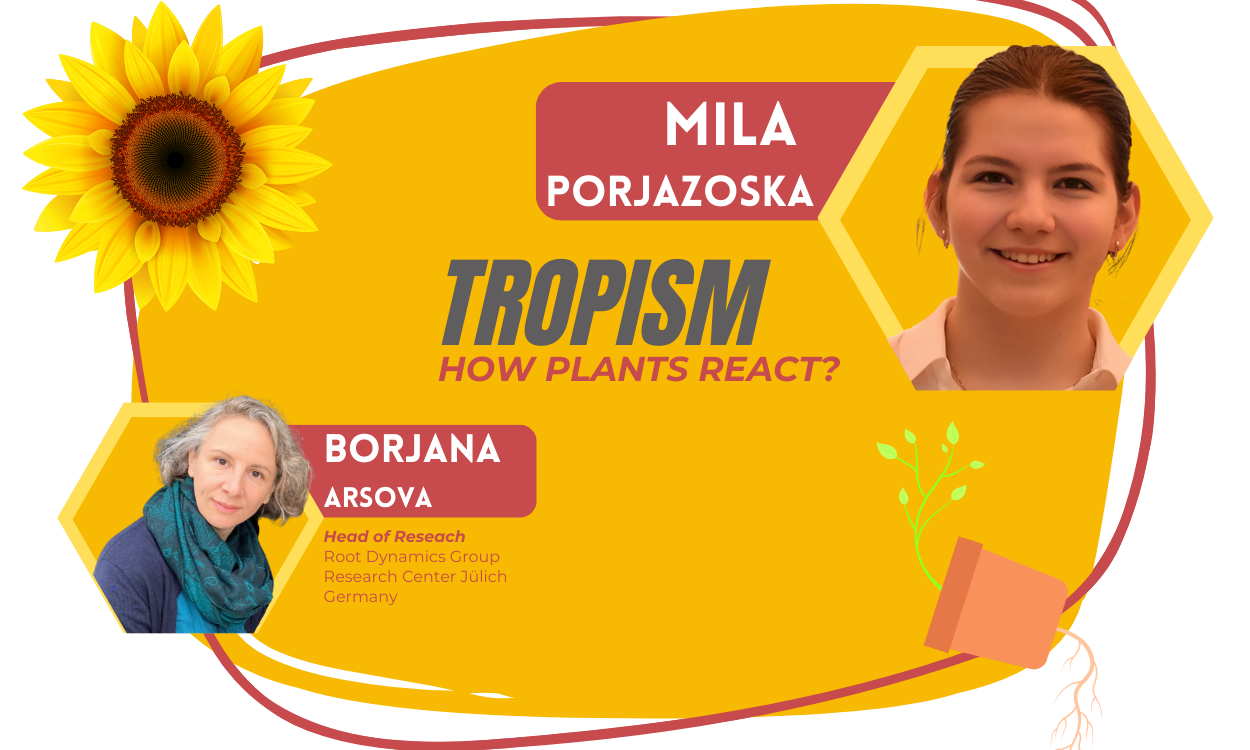 MILA
PORJAZOSKA
TROPISM
HOW PLANTS REACT?
BORJANA
ARSOVA
Head of Reseach
Root Dynamics Group
Research Center Jülich
Germany